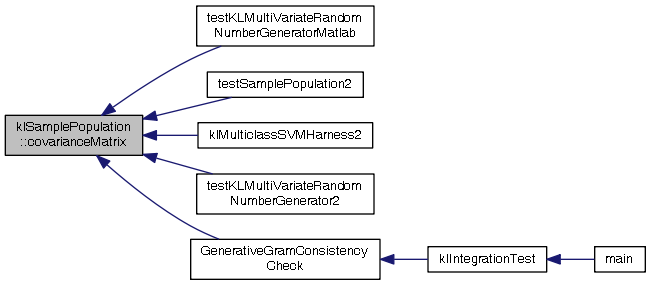 testKLMultiVariateRandom
NumberGeneratorMatlab
testSamplePopulation2
klSamplePopulation
::covarianceMatrix
klMulticlassSVMHarness2
testKLMultiVariateRandom
NumberGenerator2
GenerativeGramConsistency
Check
klIntegrationTest
main